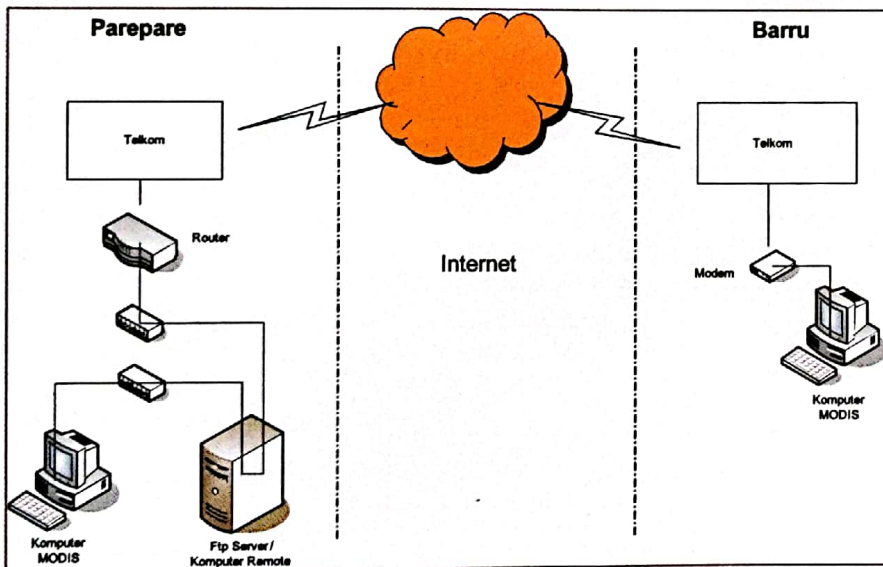 Parepare
Barru
Telkom
Telkom
Router
Internet
Modem
Komputer
MODIS
Komputer
MODIS
Ftp Server/
Komputer Remote